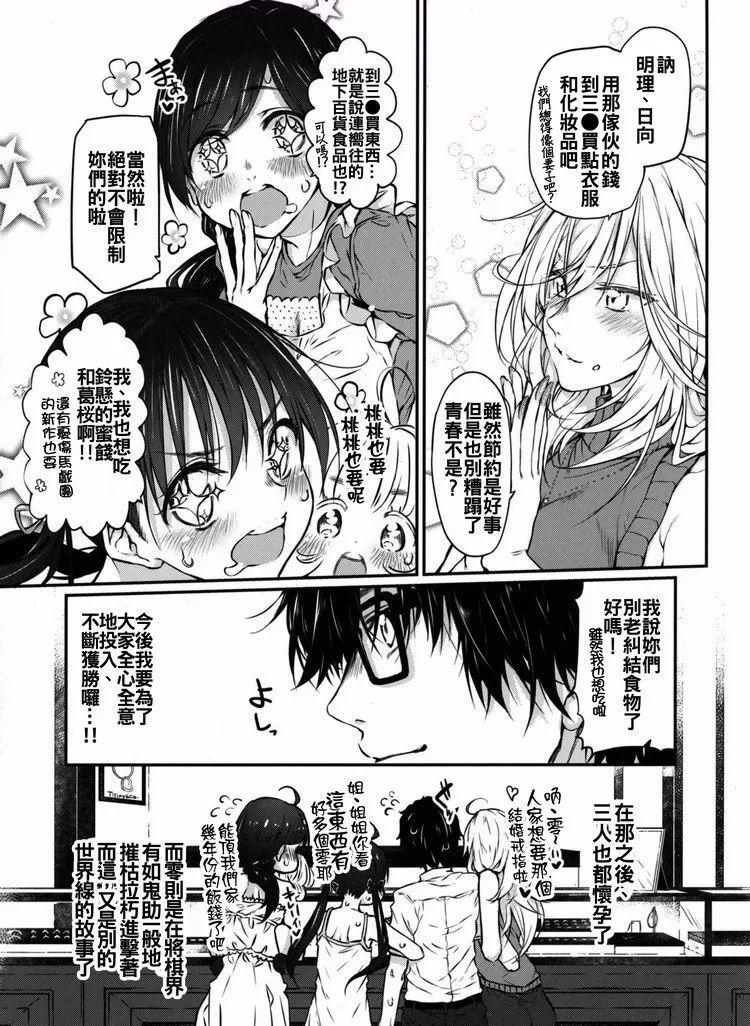 訥
明理、日向
用那傢伙的錢
到三●買點衣服
和化妝品吧
我們總得像個妻子吧?
雖然節約是好事
但是也別糟蹋了
青春不是?
到三●買東西…
就是說連嚮往的
地下百貨食品也!?
可以嗎!?
當然啦!
絕對不會限制
妳們的啦
我、我也想吃
鈴懸的蜜餞
和葛桜啊!!
還有憂傷馬戲團
的新作也要
桃桃也要
桃桃也要呢
我說妳們
別老糾結食物了
好嗎!
雖然我也想吃啦
今後我要為了
大家全心全意
地投入、
不斷獲勝囉
…!!
よしっ
在那之後、
三人也都懷孕了
吶、零~
人家想要那個
結婚戒指啦
姐、姐姐你看
這東西有
好多個零耶
能頂我們家
幾年份的飯錢了吧
而零則是在將棋界
有如鬼助一般地
摧枯拉朽進擊著
而這,又是別的
世界線的故事了